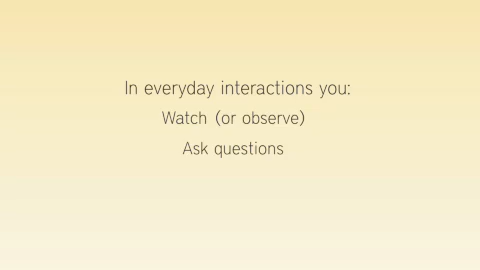 In everyday interactions you:
Watch (or observe)
Ask questions